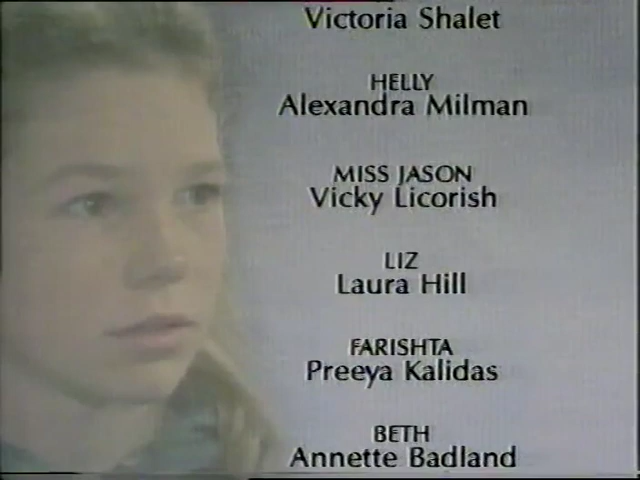 Victoria Shalet
HELLY
Alexandra Milman
MISS JASON
Vicky Licorish
LIZ
Laura Hill
FARISHTA
Preeya Kalidas
BETH
Annette Badland